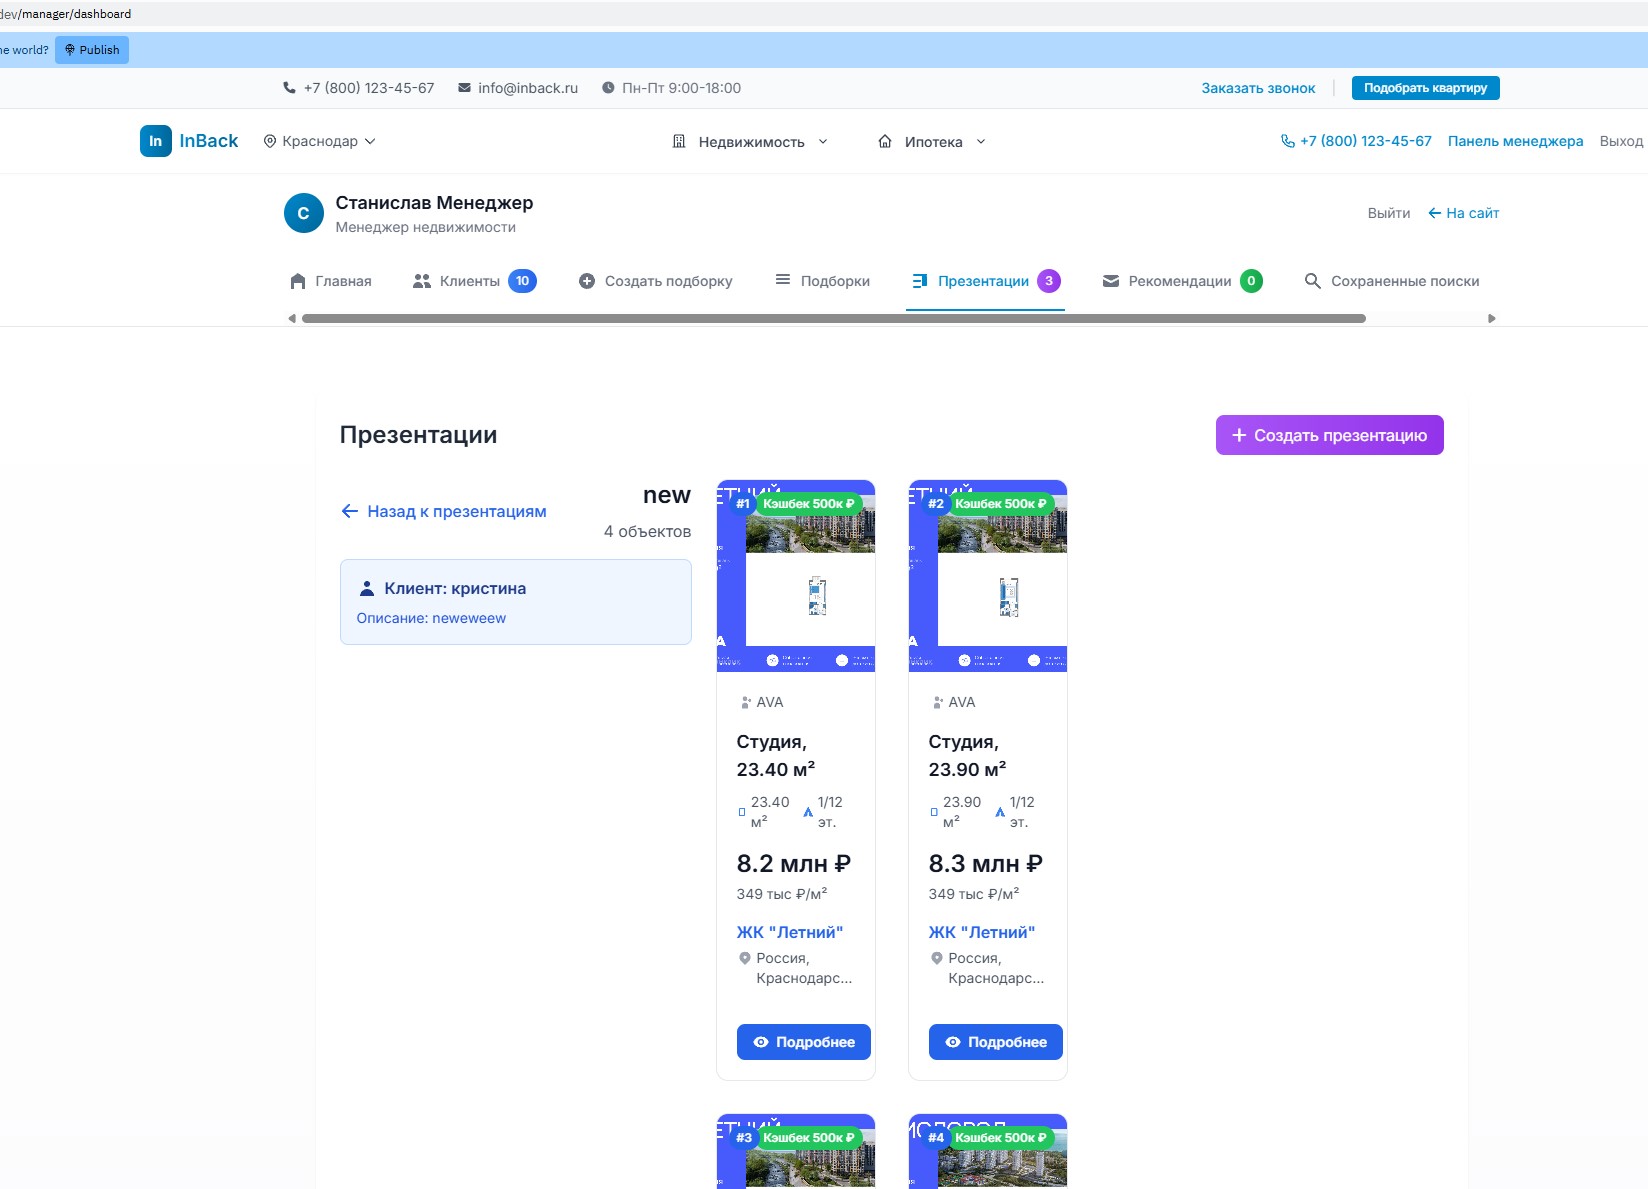 dev/manager/dashboard
ne world? Publish
+7 (800) 123-45-67 info@inback.ru Пн-Пт 9:00-18:00 Заказать звонок Подобрать квартиру
In InBack Краснодар Недвижимость Ипотека +7 (800) 123-45-67 Панель менеджера Выход
С Станислав Менеджер
Менеджер недвижимости
Выйти На сайт
Главная Клиенты 10 Создать подборку Подборки Презентации 3 Рекомендации 0 Сохраненные поиски
Презентации
+ Создать презентацию
Назад к презентациям
new
4 объектов
Клиент: кристина
Описание: neweweew
#1 Кэшбек 500к ₽
AVA
Студия,
23.40 м²
23.40 м² 1/12 эт.
8.2 млн ₽
349 тыс ₽/м²
ЖК "Летний"
Россия,
Краснодарс...
Подробнее
#2 Кэшбек 500к ₽
AVA
Студия,
23.90 м²
23.90 м² 1/12 эт.
8.3 млн ₽
349 тыс ₽/м²
ЖК "Летний"
Россия,
Краснодарс...
Подробнее
#3 Кэшбек 500к ₽
#4 Кэшбек 500к ₽